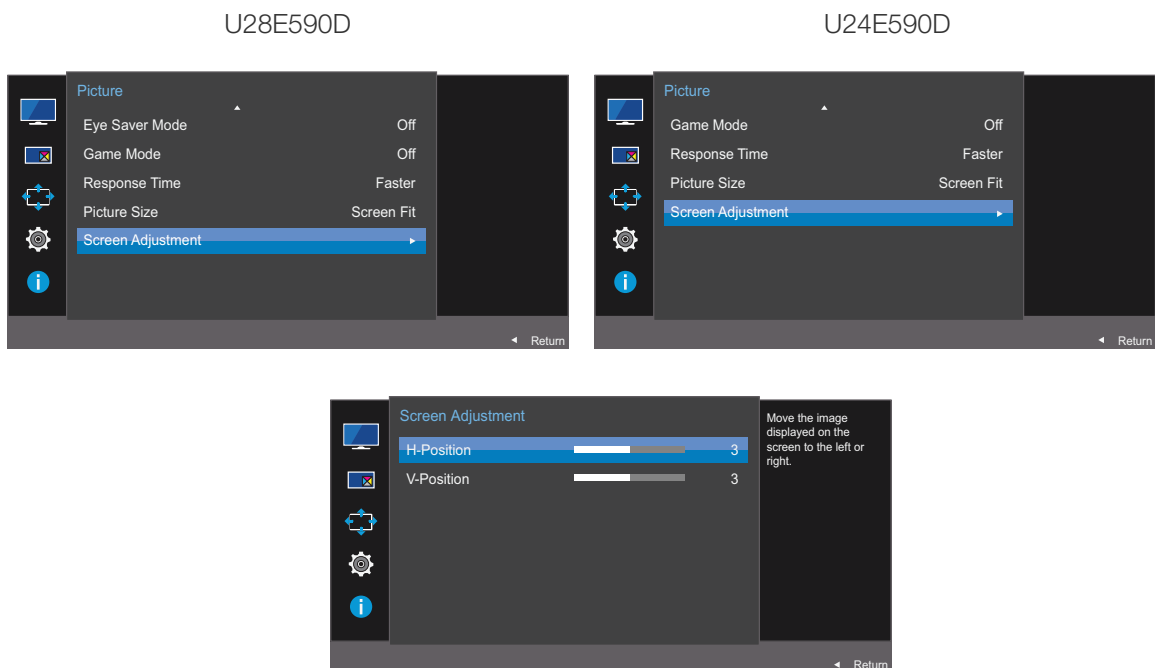 U28E590D
U24E590D
Picture
Eye Saver Mode Off
Game Mode Off
Response Time Faster
Picture Size Screen Fit
Screen Adjustment
Return
Picture
Game Mode Off
Response Time Faster
Picture Size Screen Fit
Screen Adjustment
Return
Screen Adjustment
H-Position 3
V-Position 3
Move the image
displayed on the
screen to the left or
right.
Return